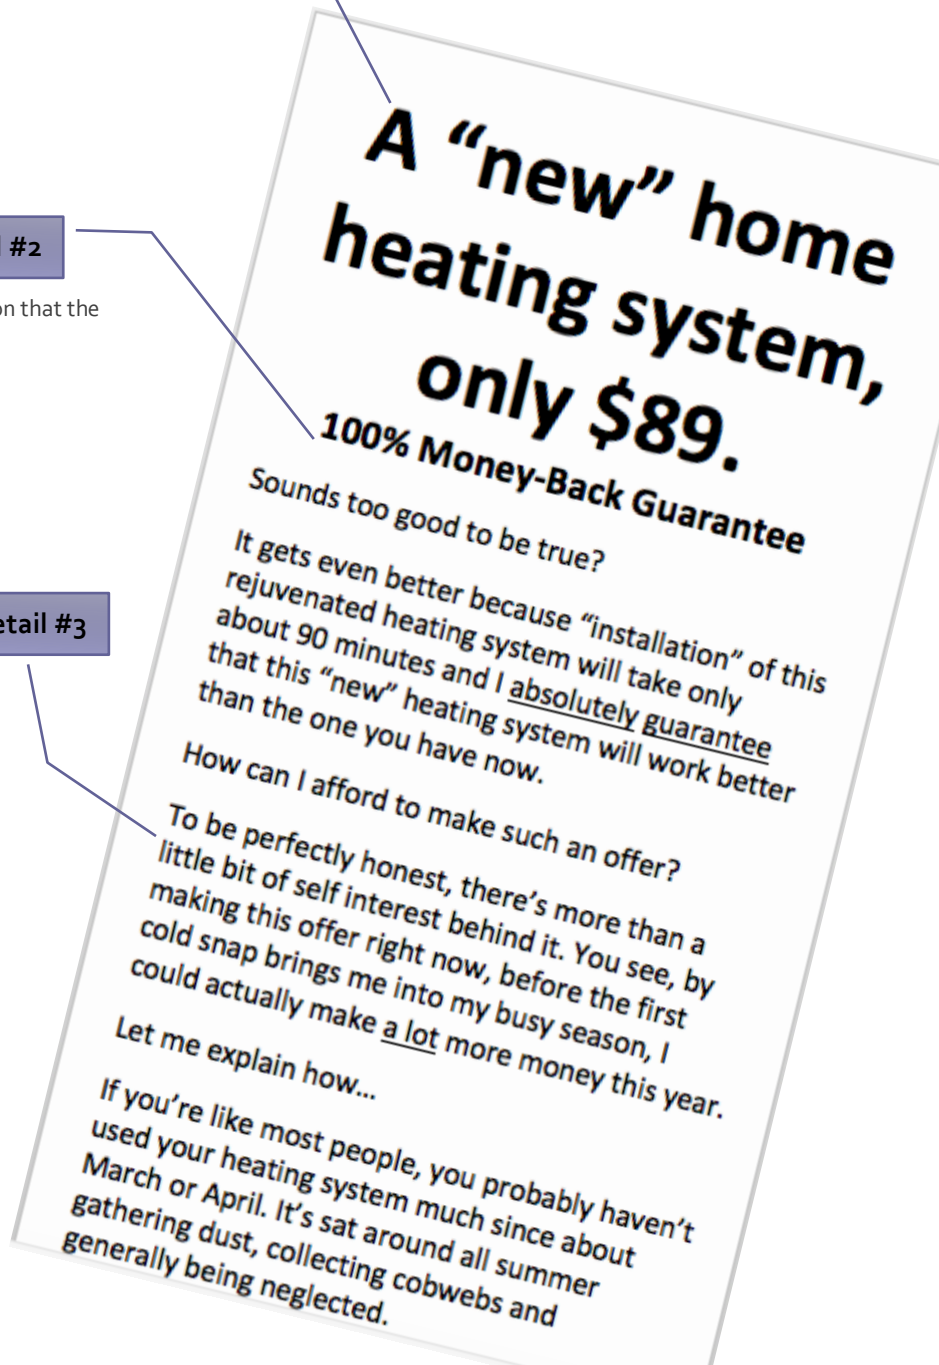 #2
on that the
etail #3
A “new” home
heating system,
only $89.
100% Money-Back Guarantee
Sounds too good to be true?
It gets even better because “installation” of this
rejuvenated heating system will take only
about 90 minutes and I absolutely guarantee
that this “new” heating system will work better
than the one you have now.
How can I afford to make such an offer?
To be perfectly honest, there’s more than a
little bit of self interest behind it. You see, by
making this offer right now, before the first
cold snap brings me into my busy season, I
could actually make a lot more money this year.
Let me explain how...
If you’re like most people, you probably haven’t
used your heating system much since about
March or April. It’s sat around all summer
gathering dust, collecting cobwebs and
generally being neglected.